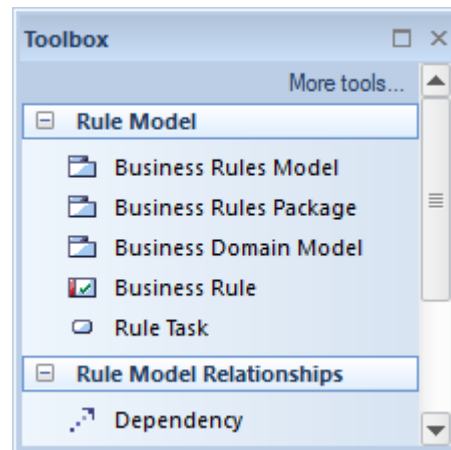 Toolbox
More tools...
Rule Model
Business Rules Model
Business Rules Package
Business Domain Model
Business Rule
Rule Task
Rule Model Relationships
Dependency